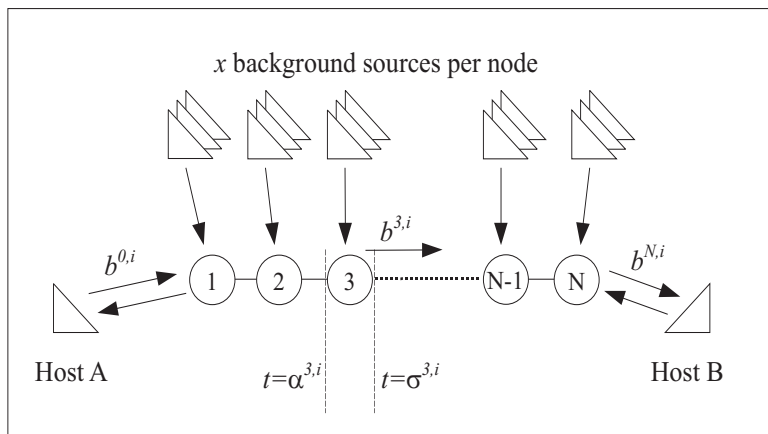 x background sources per node
b^{3,i}
b^{0,i}
b^{N,i}
1 2 3 N-1 N
Host A
t=α^{3,i} t=σ^{3,i}
Host B